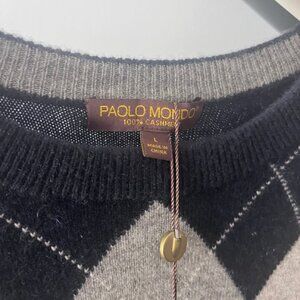 PAOLO MONDO
100% CASHMERE
L
MADE IN
CHINA